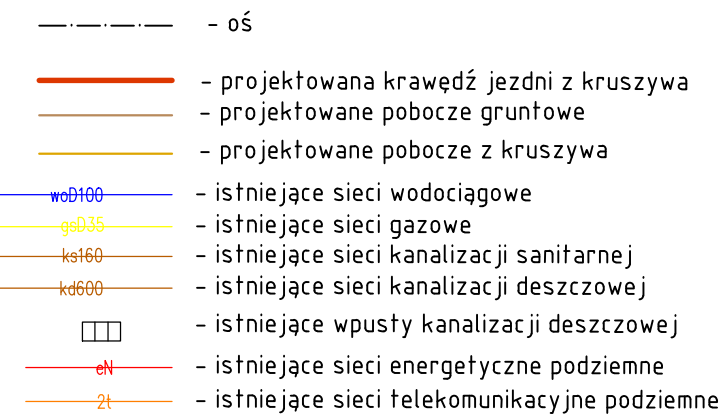 - oś
- projektowana krawędź jezdni z kruszywa
- projektowane pobocze gruntowe
- projektowane pobocze z kruszywa
woD100 - istniejące sieci wodociągowe
gsD35 - istniejące sieci gazowe
ks160 - istniejące sieci kanalizacji sanitarnej
kd600 - istniejące sieci kanalizacji deszczowej
- istniejące wpusty kanalizacji deszczowej
eN - istniejące sieci energetyczne podziemne
2t - istniejące sieci telekomunikacyjne podziemne